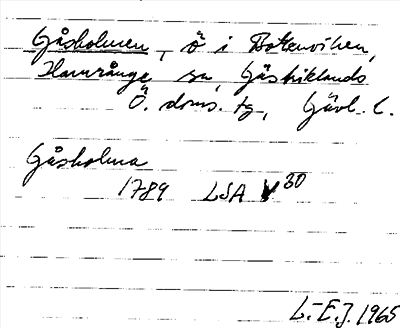 Gåsholmen, ö i Bottenviken,
Hamrånge sn, Gästriklands
Ö. doms. tg, Gävl. l.
Gåsholma
1789 LSA V 30
L-E.J. 1965